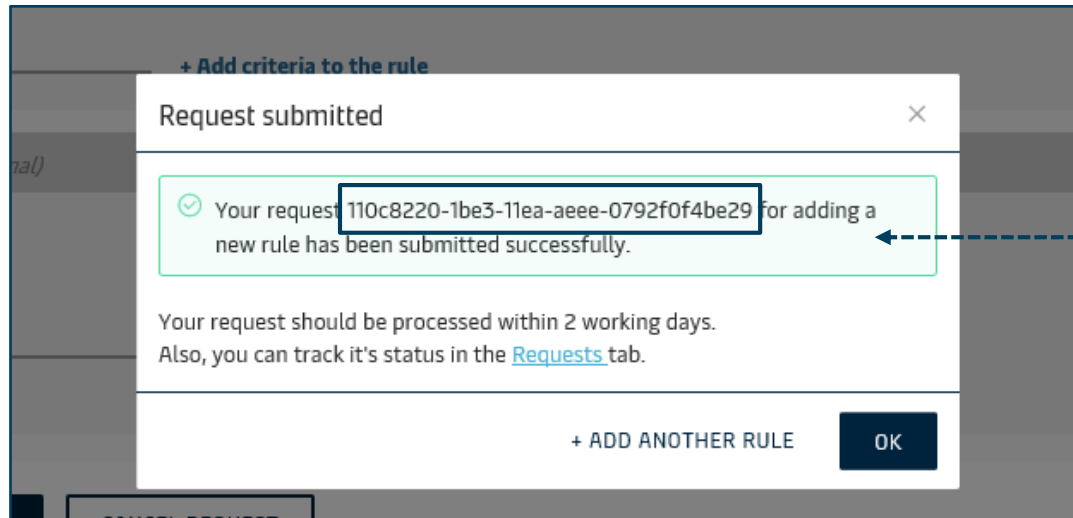 + Add criteria to the rule
Request submitted
nal)
Your request 110c8220-1be3-11ea-aeee-0792f0f4be29 for adding a
new rule has been submitted successfully.
Your request should be processed within 2 working days.
Also, you can track it's status in the Requests tab.
+ ADD ANOTHER RULE
OK
CANCEL REQUEST